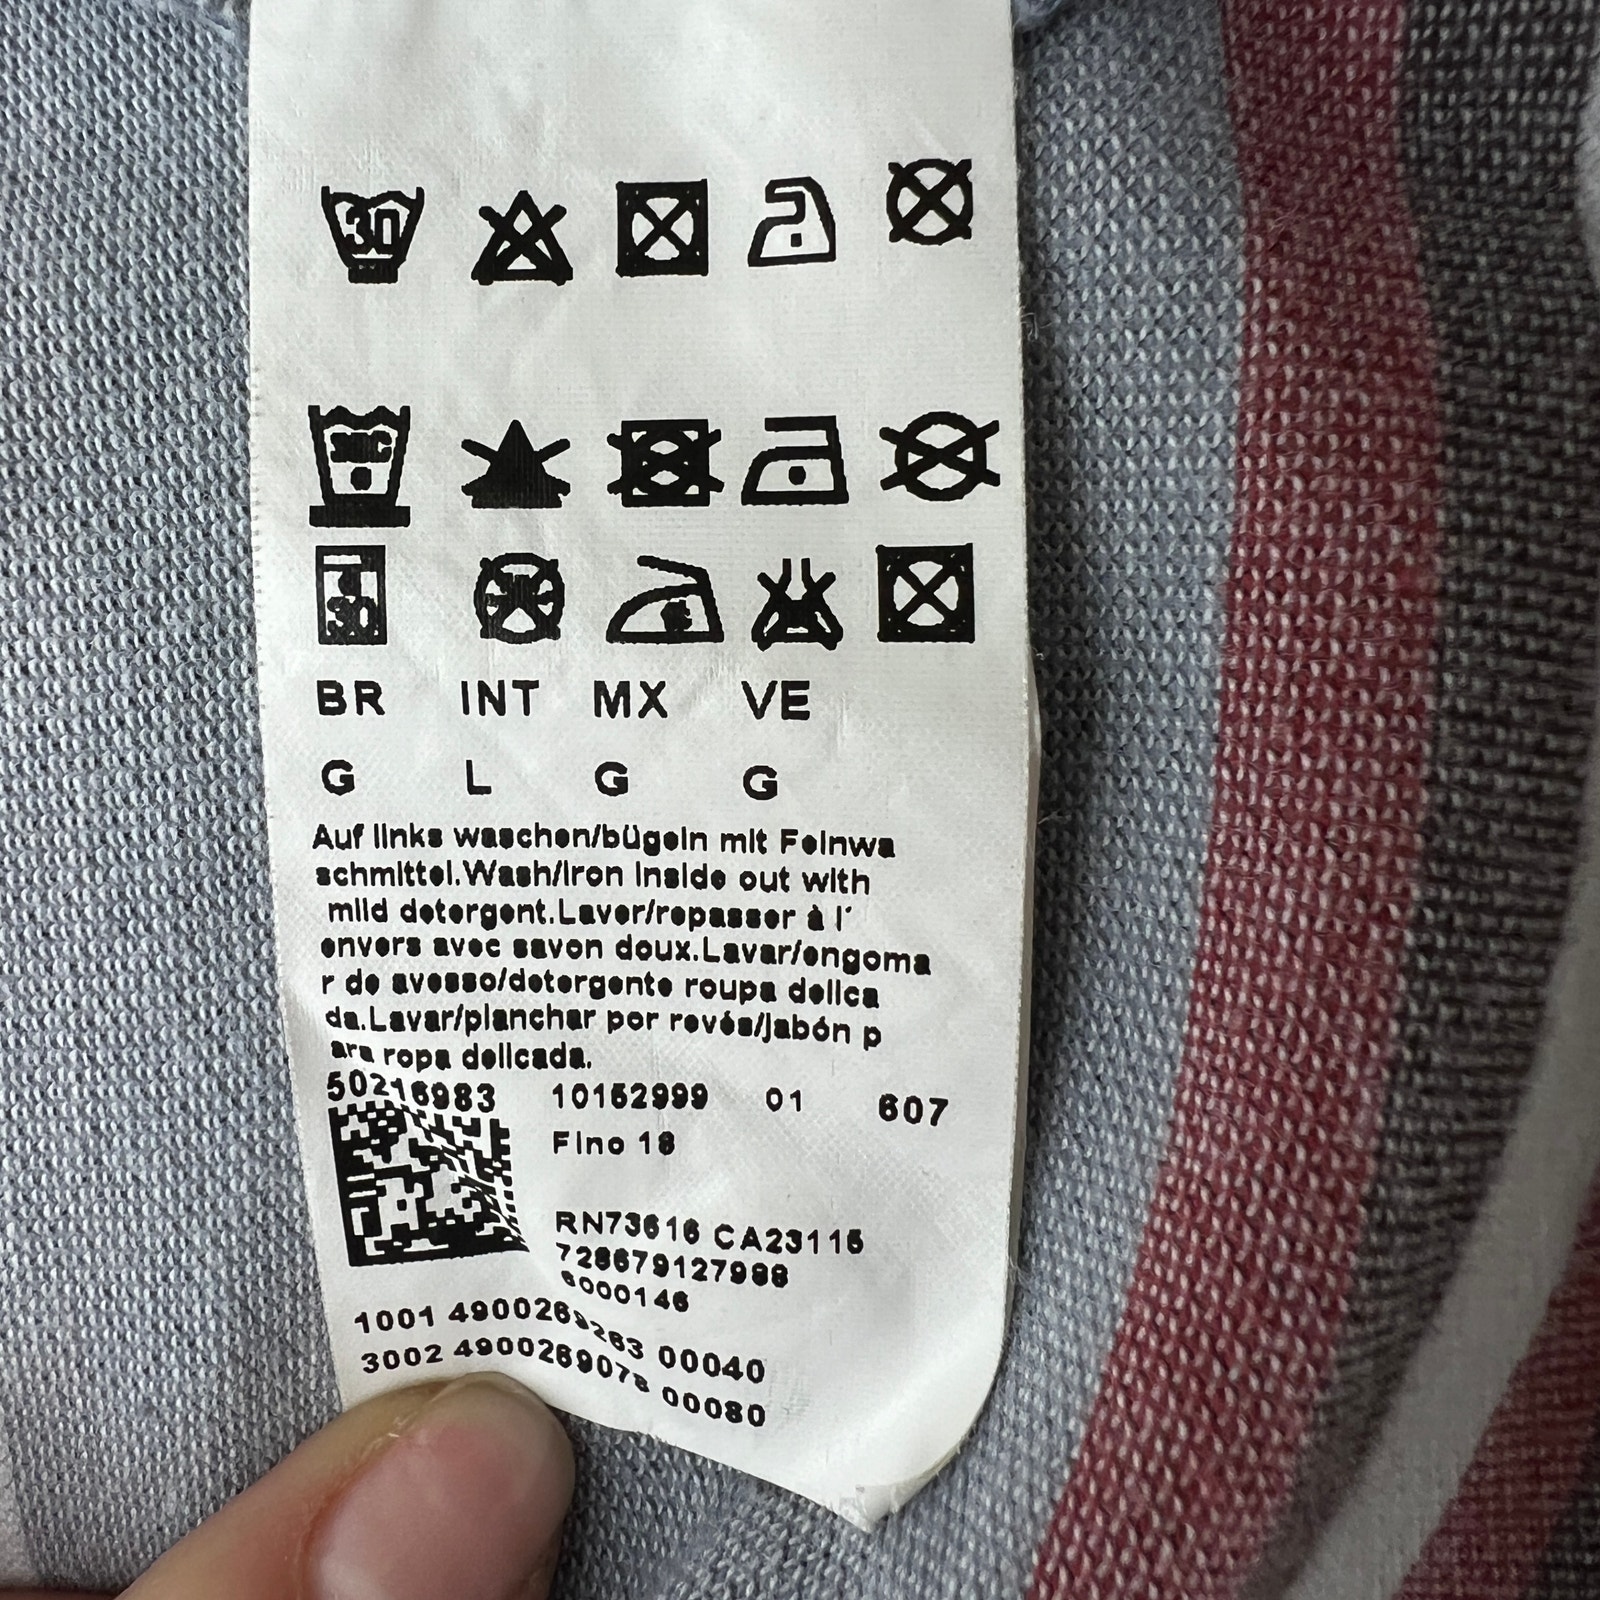 30
30°C
30
BR INT MX VE
G L G G
Auf links waschen/bügeln mit Feinwa
schmittel.Wash/Iron inside out with
mild detergent.Laver/repasser à l'
envers avec savon doux.Lavar/engoma
r do avesso/detergente roupa delica
da.Lavar/planchar por revés/jabón p
ara ropa delicada.
50216983 10152999 01 607
Fino 18
RN73616 CA23115
728679127988
6000146
1001 4900269263 00040
3002 4900269078 00080